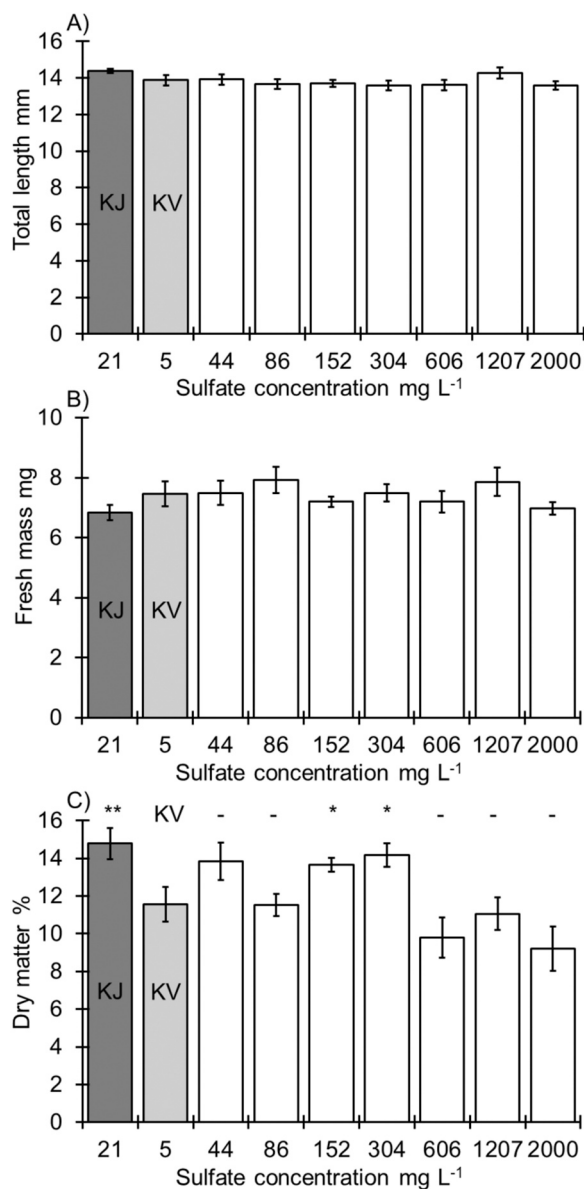 A)
16
14
12
10
8
6
4
2
0
Total length mm
KJ KV
21 5 44 86 152 304 606 1207 2000
Sulfate concentration mg L⁻¹
B)
10
8
6
4
2
0
Fresh mass mg
KJ KV
21 5 44 86 152 304 606 1207 2000
Sulfate concentration mg L⁻¹
C)
** KV - - * * - - -
16
14
12
10
8
6
4
2
0
Dry matter %
KJ KV
21 5 44 86 152 304 606 1207 2000
Sulfate concentration mg L⁻¹